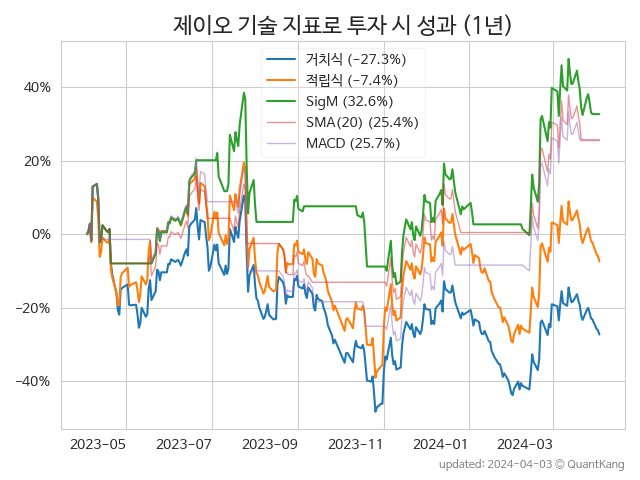 제이오 기술 지표로 투자 시 성과 (1년)
거치식 (−27.3%)
적립식 (−7.4%)
SigM (32.6%)
SMA(20) (25.4%)
MACD (25.7%)
40%
20%
0%
−20%
−40%
2023−05 2023−07 2023−09 2023−11 2024−01 2024−03
updated: 2024−04−03 ⓒ QuantKang